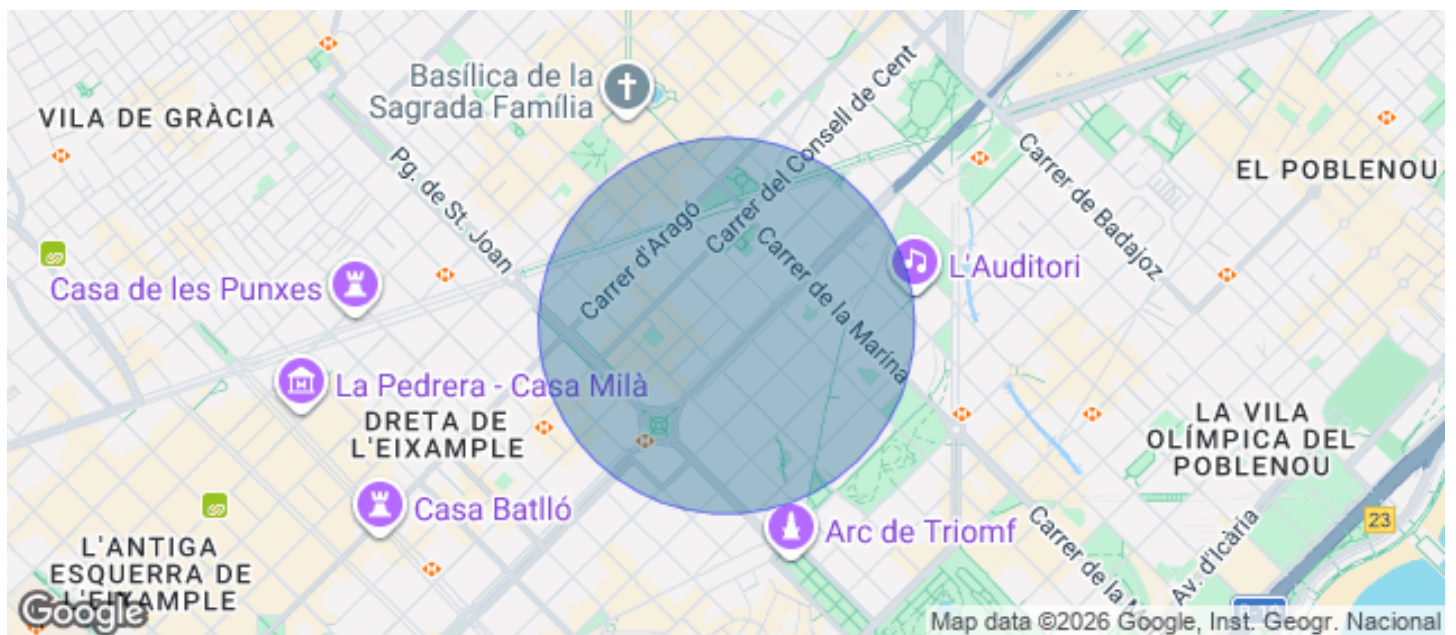 Basílica de la
Sagrada Família
VILA DE GRÀCIA
Pg. de St. Joan
Carrer d'Aragó
Carrer del Consell de Cent
Carrer de la Marina
Carrer de Badajoz
EL POBLENOU
L'Auditori
Casa de les Punxes
La Pedrera - Casa Milà
DRETA DE
L'EIXAMPLE
LA VILA
OLÍMPICA DEL
POBLENOU
Casa Batlló
Arc de Triomf
23
L'ANTIGA
ESQUERRA DE
L'EIXAMPLE
Av. d'Icària
Carrer de la M
Google
Map data ©2026 Google, Inst. Geogr. Nacional